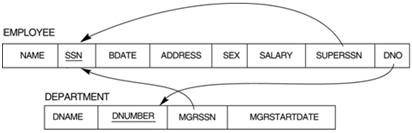 EMPLOYEE
NAME SSN BDATE ADDRESS SEX SALARY SUPERSSN DNO
DEPARTMENT
DNAME DNUMBER MGRSSN MGRSTARTDATE